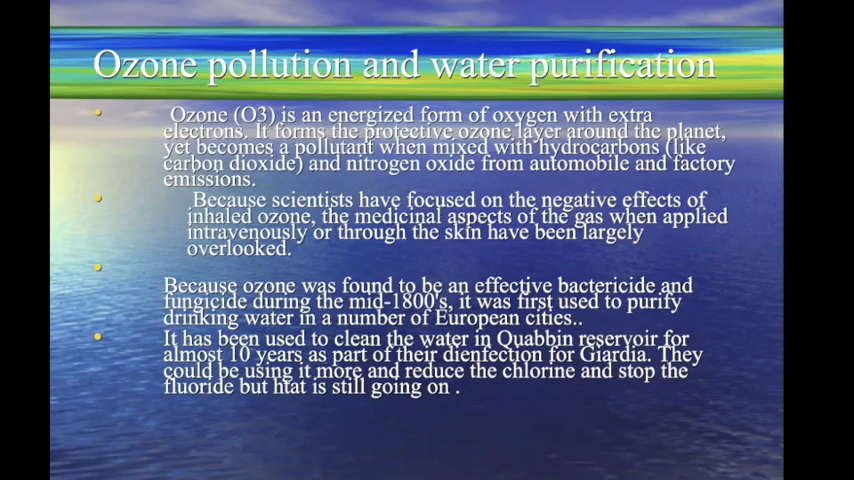 Ozone pollution and water purification
• Ozone (O3) is an energized form of oxygen with extra
electrons. It forms the protective ozone layer around the planet,
yet becomes a pollutant when mixed with hydrocarbons (like
carbon dioxide) and nitrogen oxide from automobile and factory
emissions.
• Because scientists have focused on the negative effects of
inhaled ozone, the medicinal aspects of the gas when applied
intravenously or through the skin have been largely
overlooked.
•
Because ozone was found to be an effective bactericide and
fungicide during the mid-1800's, it was first used to purify
drinking water in a number of European cities..
• It has been used to clean the water in Quabbin reservoir for
almost 10 years as part of their dienfection for Giardia. They
could be using it more and reduce the chlorine and stop the
fluoride but htat is still going on .